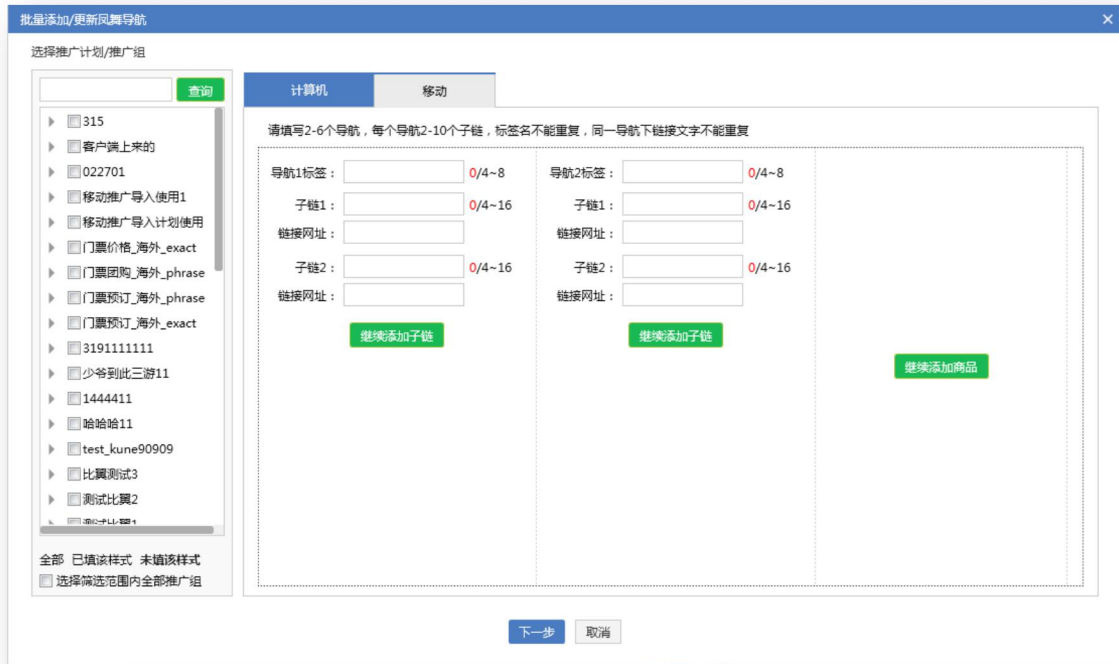 批量添加/更新凤舞导航
×
选择推广计划/推广组
查询
315
客户端上来的
022701
移动推广导入使用1
移动推广导入计划使用
门票价格_海外_exact
门票团购_海外_phrase
门票预订_海外_phrase
门票预订_海外_exact
3191111111
少爷到此三游11
1444411
哈哈哈11
test_kune90909
比翼测试3
测试比翼2
测试比翼1
全部 已填该样式 未填该样式
选择筛选范围内全部推广组
计算机 移动
请填写2-6个导航，每个导航2-10个子链，标签名不能重复，同一导航下链接文字不能重复
导航1标签： 0/4~8
子链1： 0/4~16
链接网址：
子链2： 0/4~16
链接网址：
继续添加子链
导航2标签： 0/4~8
子链1： 0/4~16
链接网址：
子链2： 0/4~16
链接网址：
继续添加子链
继续添加商品
下一步 取消